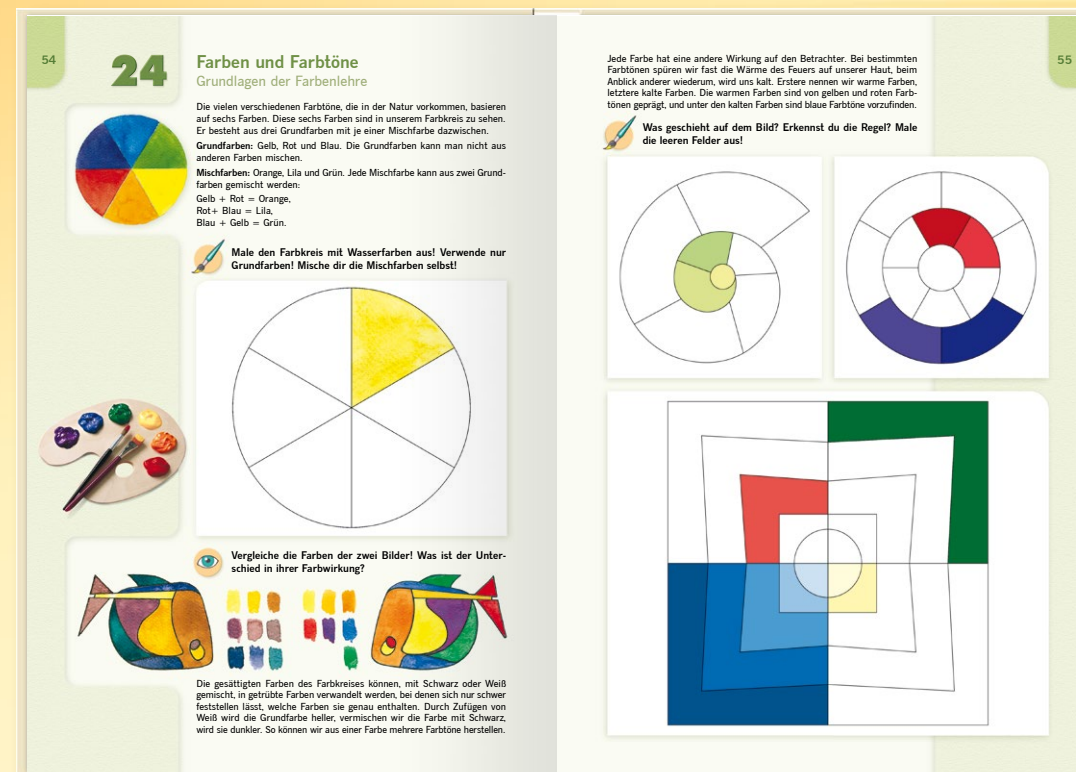 54
24
Farben und Farbtöne
Grundlagen der Farbenlehre
Die vielen verschiedenen Farbtöne, die in der Natur vorkommen, basieren
auf sechs Farben. Diese sechs Farben sind in unserem Farbkreis zu sehen.
Er besteht aus drei Grundfarben mit je einer Mischfarbe dazwischen.
Grundfarben: Gelb, Rot und Blau. Die Grundfarben kann man nicht aus
anderen Farben mischen.
Mischfarben: Orange, Lila und Grün. Jede Mischfarbe kann aus zwei Grund-
farben gemischt werden:
Gelb + Rot = Orange,
Rot+ Blau = Lila,
Blau + Gelb = Grün.
Male den Farbkreis mit Wasserfarben aus! Verwende nur
Grundfarben! Mische dir die Mischfarben selbst!
Vergleiche die Farben der zwei Bilder! Was ist der Unter-
schied in ihrer Farbwirkung?
Die gesättigten Farben des Farbkreises können, mit Schwarz oder Weiß
gemischt, in getrübte Farben verwandelt werden, bei denen sich nur schwer
feststellen lässt, welche Farben sie genau enthalten. Durch Zufügen von
Weiß wird die Grundfarbe heller, vermischen wir die Farbe mit Schwarz,
wird sie dunkler. So können wir aus einer Farbe mehrere Farbtöne herstellen.
Jede Farbe hat eine andere Wirkung auf den Betrachter. Bei bestimmten
Farbtönen spüren wir fast die Wärme des Feuers auf unserer Haut, beim
Anblick anderer wiederum, wird uns kalt. Erstere nennen wir warme Farben,
letztere kalte Farben. Die warmen Farben sind von gelben und roten Farb-
tönen geprägt, und unter den kalten Farben sind blaue Farbtöne vorzufinden.
55
Was geschieht auf dem Bild? Erkennst du die Regel? Male
die leeren Felder aus!